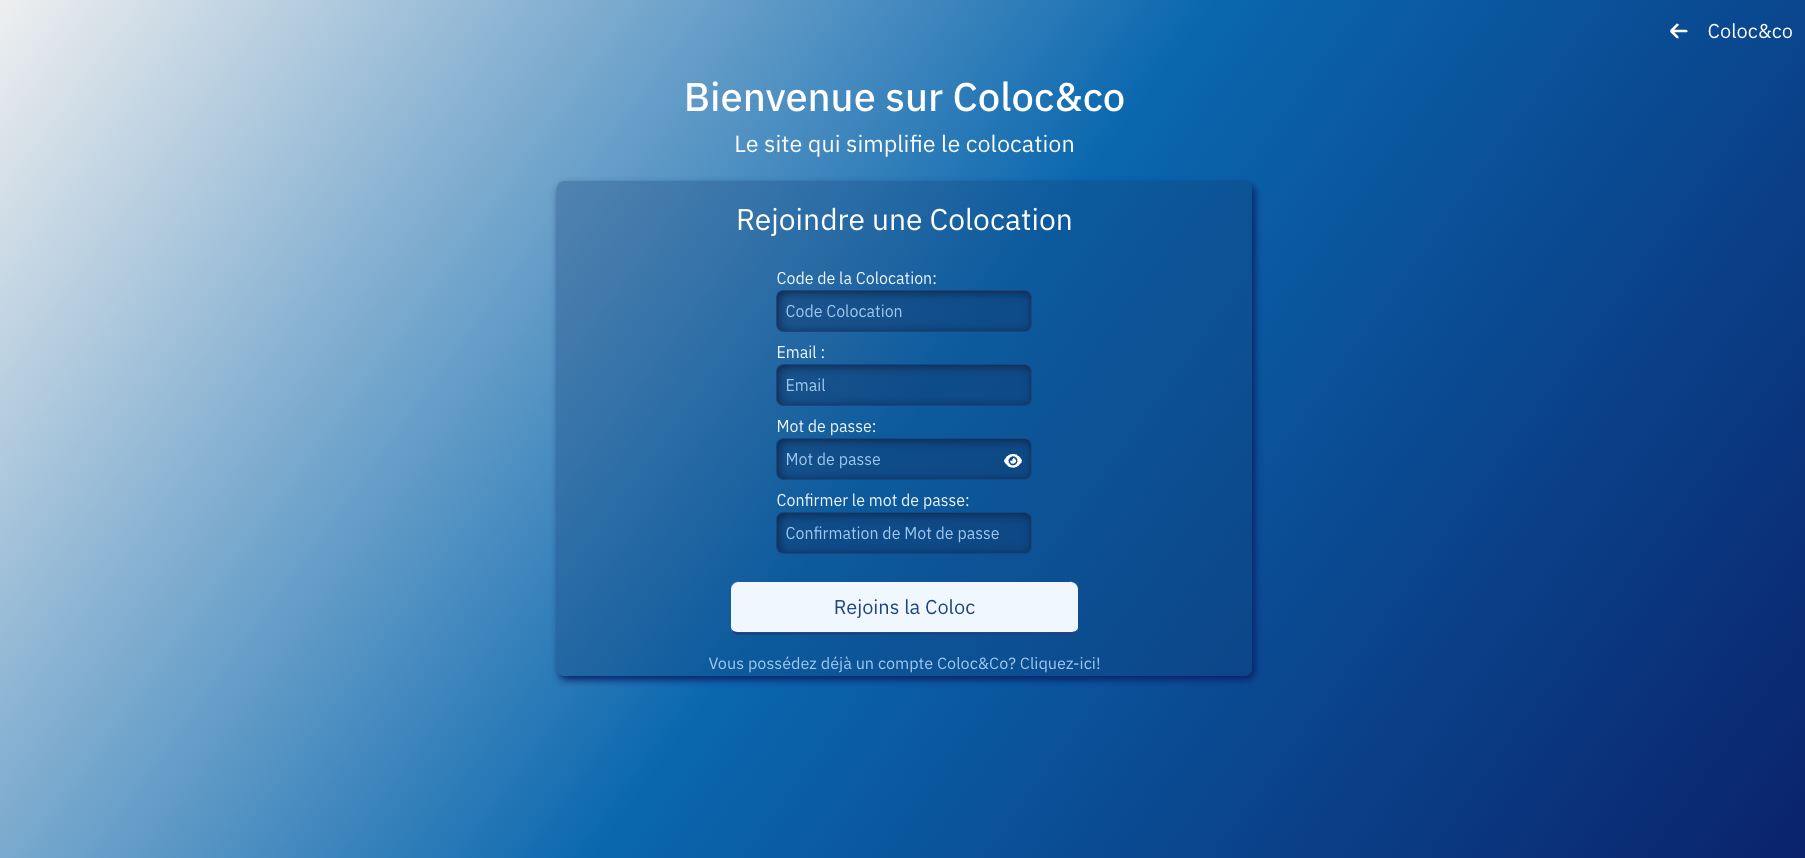 Coloc&co
Bienvenue sur Coloc&co
Le site qui simplifie le colocation
Rejoindre une Colocation
Code de la Colocation:
Code Colocation
Email :
Email
Mot de passe:
Mot de passe
Confirmer le mot de passe:
Confirmation de Mot de passe
Rejoins la Coloc
Vous possédez déjà un compte Coloc&Co? Cliquez-ici!